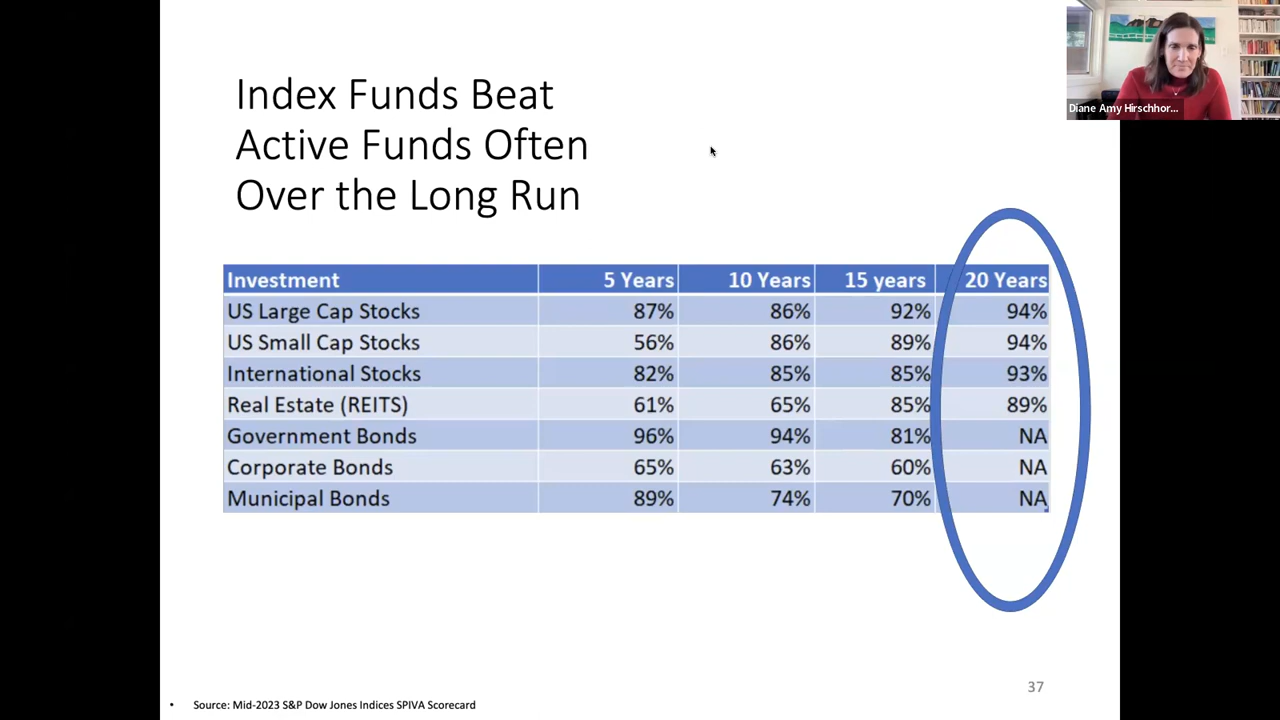 Diane Amy Hirschhor...
Index Funds Beat
Active Funds Often
Over the Long Run
Investment 5 Years 10 Years 15 years 20 Years
US Large Cap Stocks 87% 86% 92% 94%
US Small Cap Stocks 56% 86% 89% 94%
International Stocks 82% 85% 85% 93%
Real Estate (REITS) 61% 65% 85% 89%
Government Bonds 96% 94% 81% NA
Corporate Bonds 65% 63% 60% NA
Municipal Bonds 89% 74% 70% NA
37
• Source: Mid-2023 S&P Dow Jones Indices SPIVA Scorecard